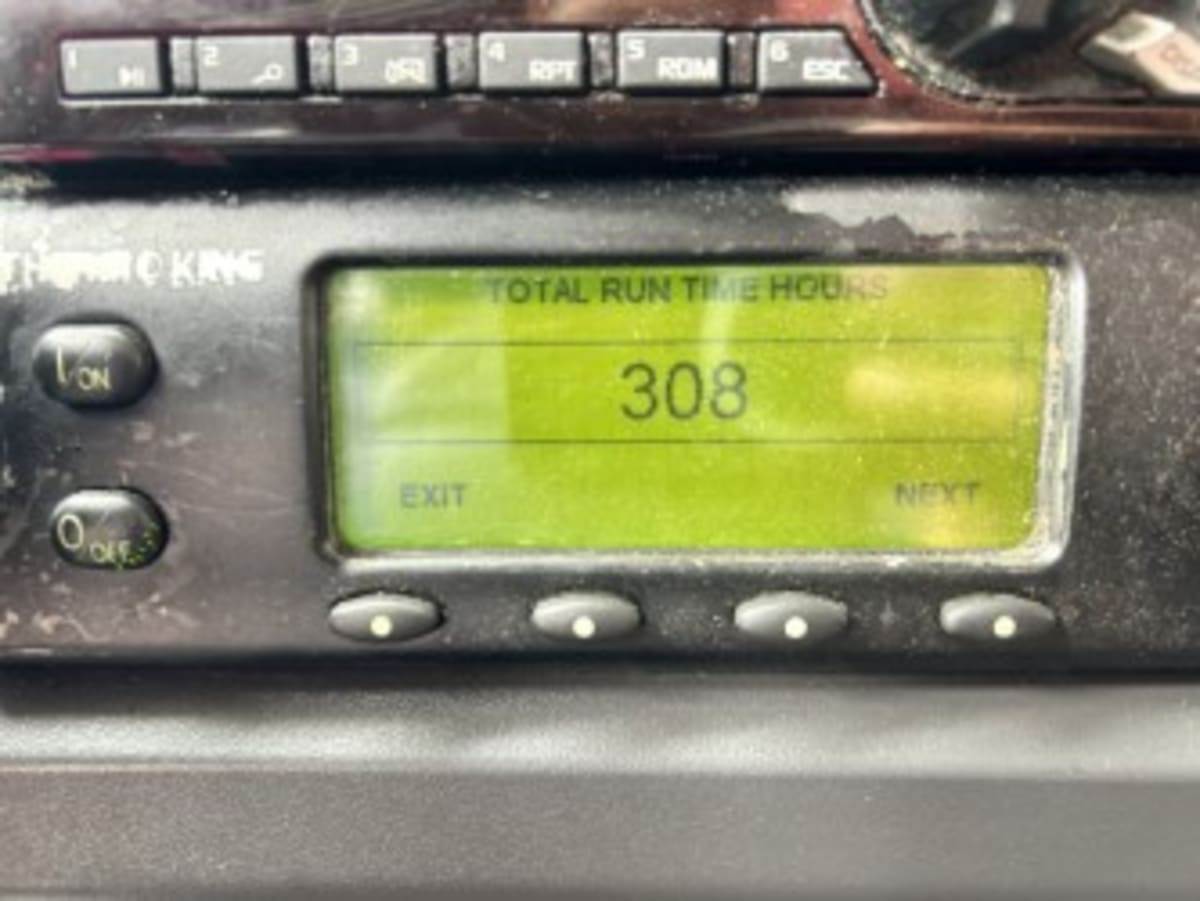 1 2 3 4 RPT 5 RDM 6 ESC
THERMO KING
TOTAL RUN TIME HOURS
I/ON
308
EXIT NEXT
O/OFF